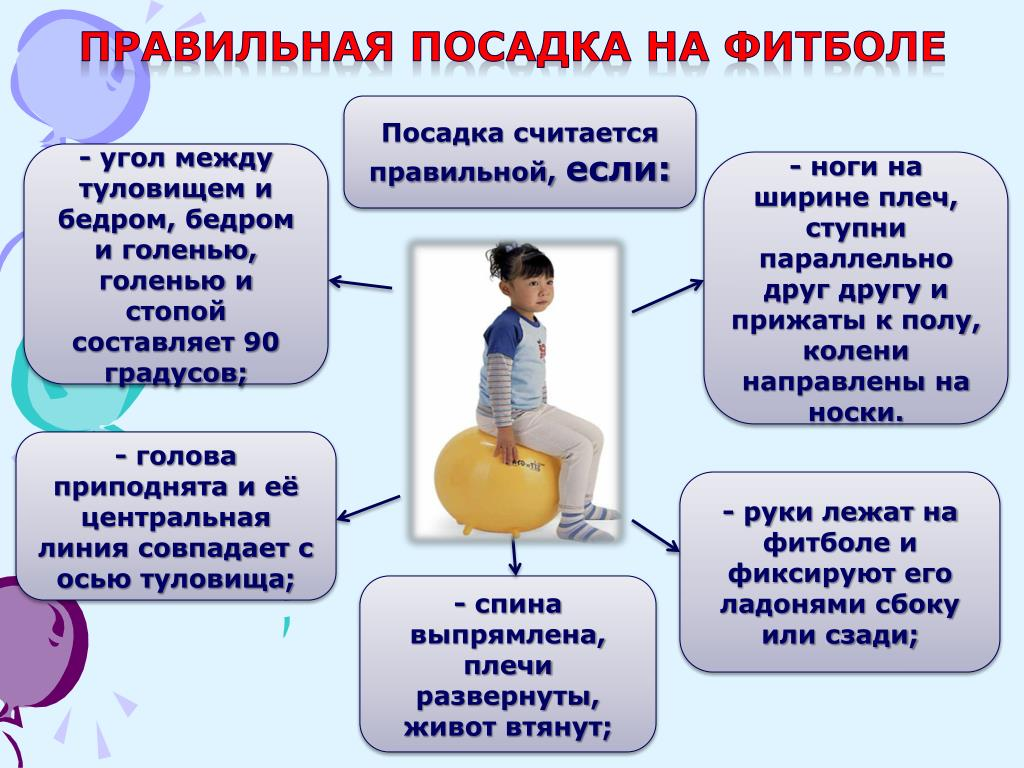 ПРАВИЛЬНАЯ ПОСАДКА НА ФИТБОЛЕ
Посадка считается
правильной, если:
- угол между
туловищем и
бедром, бедром
и голенью,
голенью и
стопой
составляет 90
градусов;
- ноги на
ширине плеч,
ступни
параллельно
друг другу и
прижаты к полу,
колени
направлены на
носки.
- голова
приподнята и её
центральная
линия совпадает с
осью туловища;
- руки лежат на
фитболе и
фиксируют его
ладонями сбоку
или сзади;
- спина
выпрямлена,
плечи
развернуты,
живот втянут;